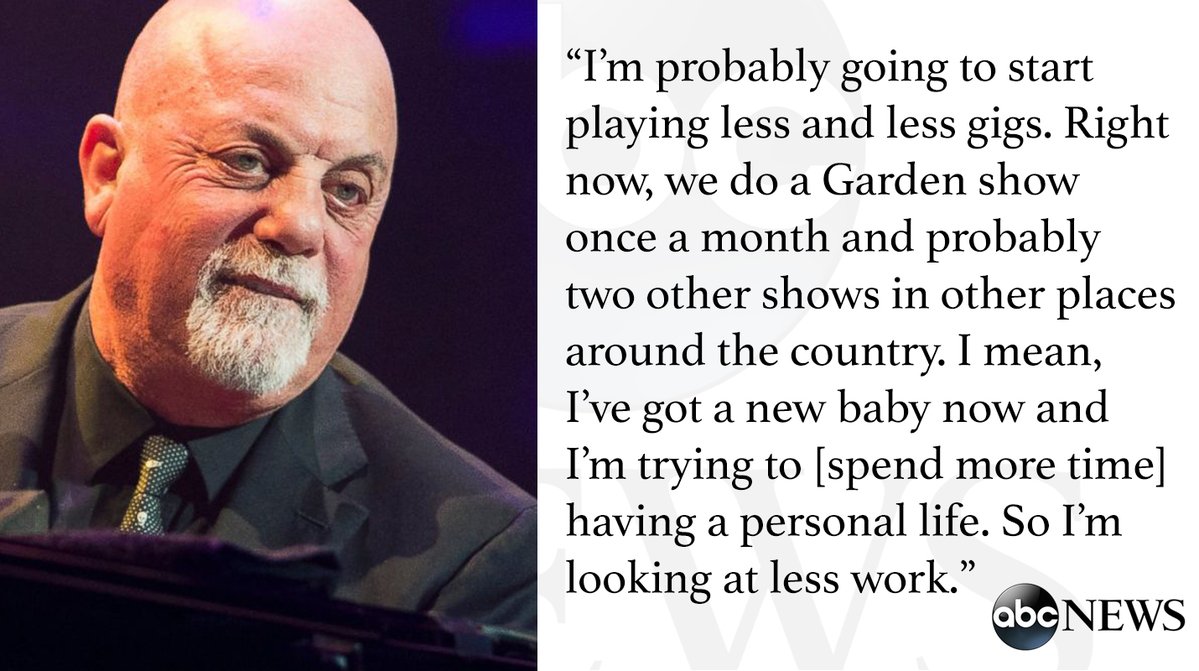 “I’m probably going to start
playing less and less gigs. Right
now, we do a Garden show
once a month and probably
two other shows in other places
around the country. I mean,
I’ve got a new baby now and
I’m trying to [spend more time]
having a personal life. So I’m
looking at less work.”
abc NEWS